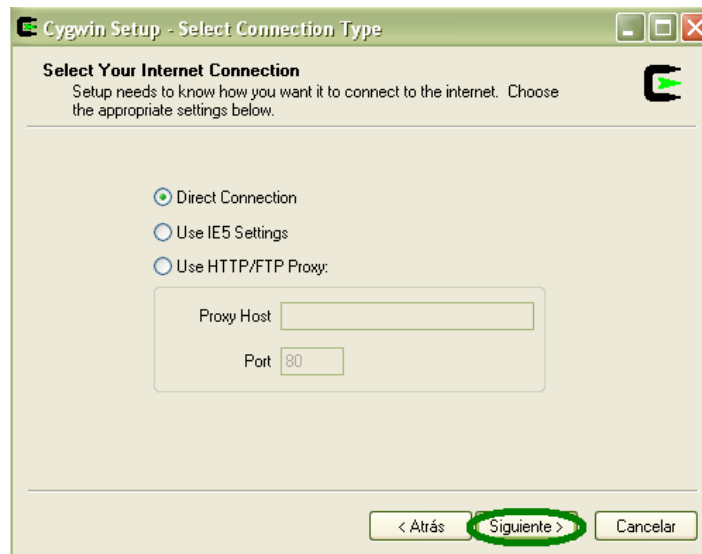 Cygwin Setup - Select Connection Type
Select Your Internet Connection
Setup needs to know how you want it to connect to the internet. Choose
the appropriate settings below.
Direct Connection
Use IE5 Settings
Use HTTP/FTP Proxy:
Proxy Host
Port 80
< Atrás Siguiente > Cancelar